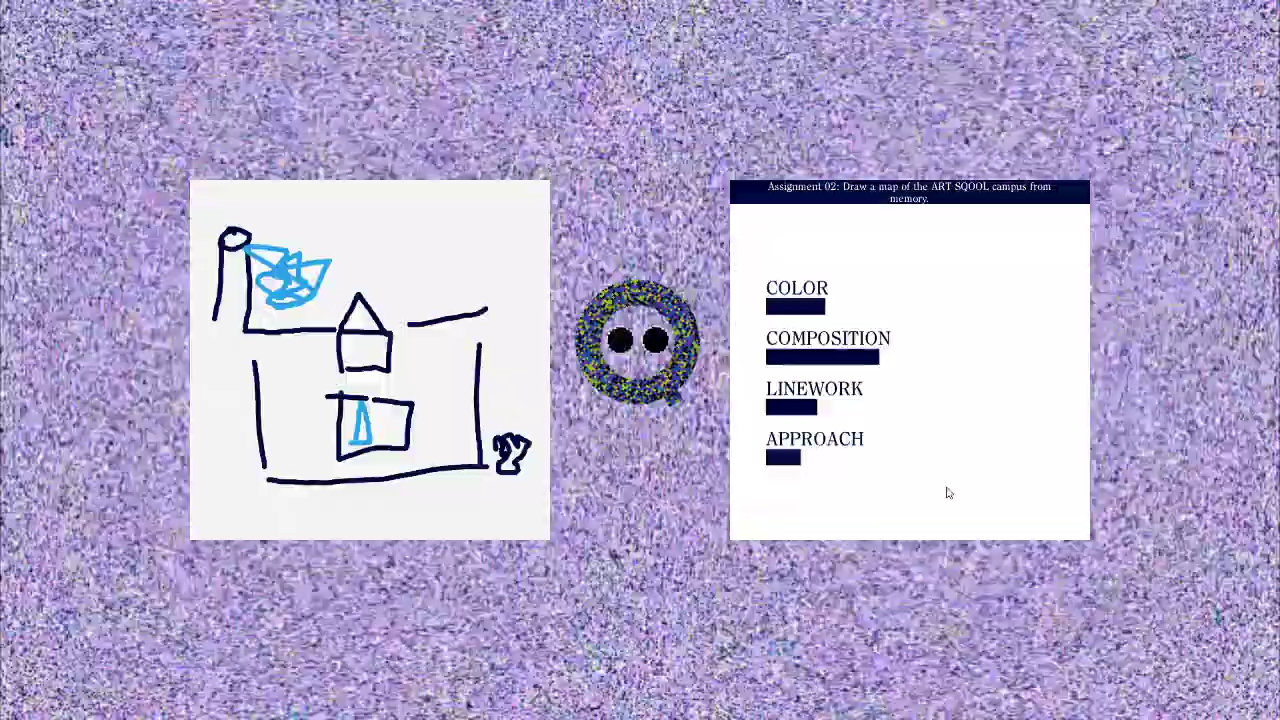 Assignment 02: Draw a map of the ART SQOOL campus from
memory.
COLOR
COMPOSITION
LINEWORK
APPROACH